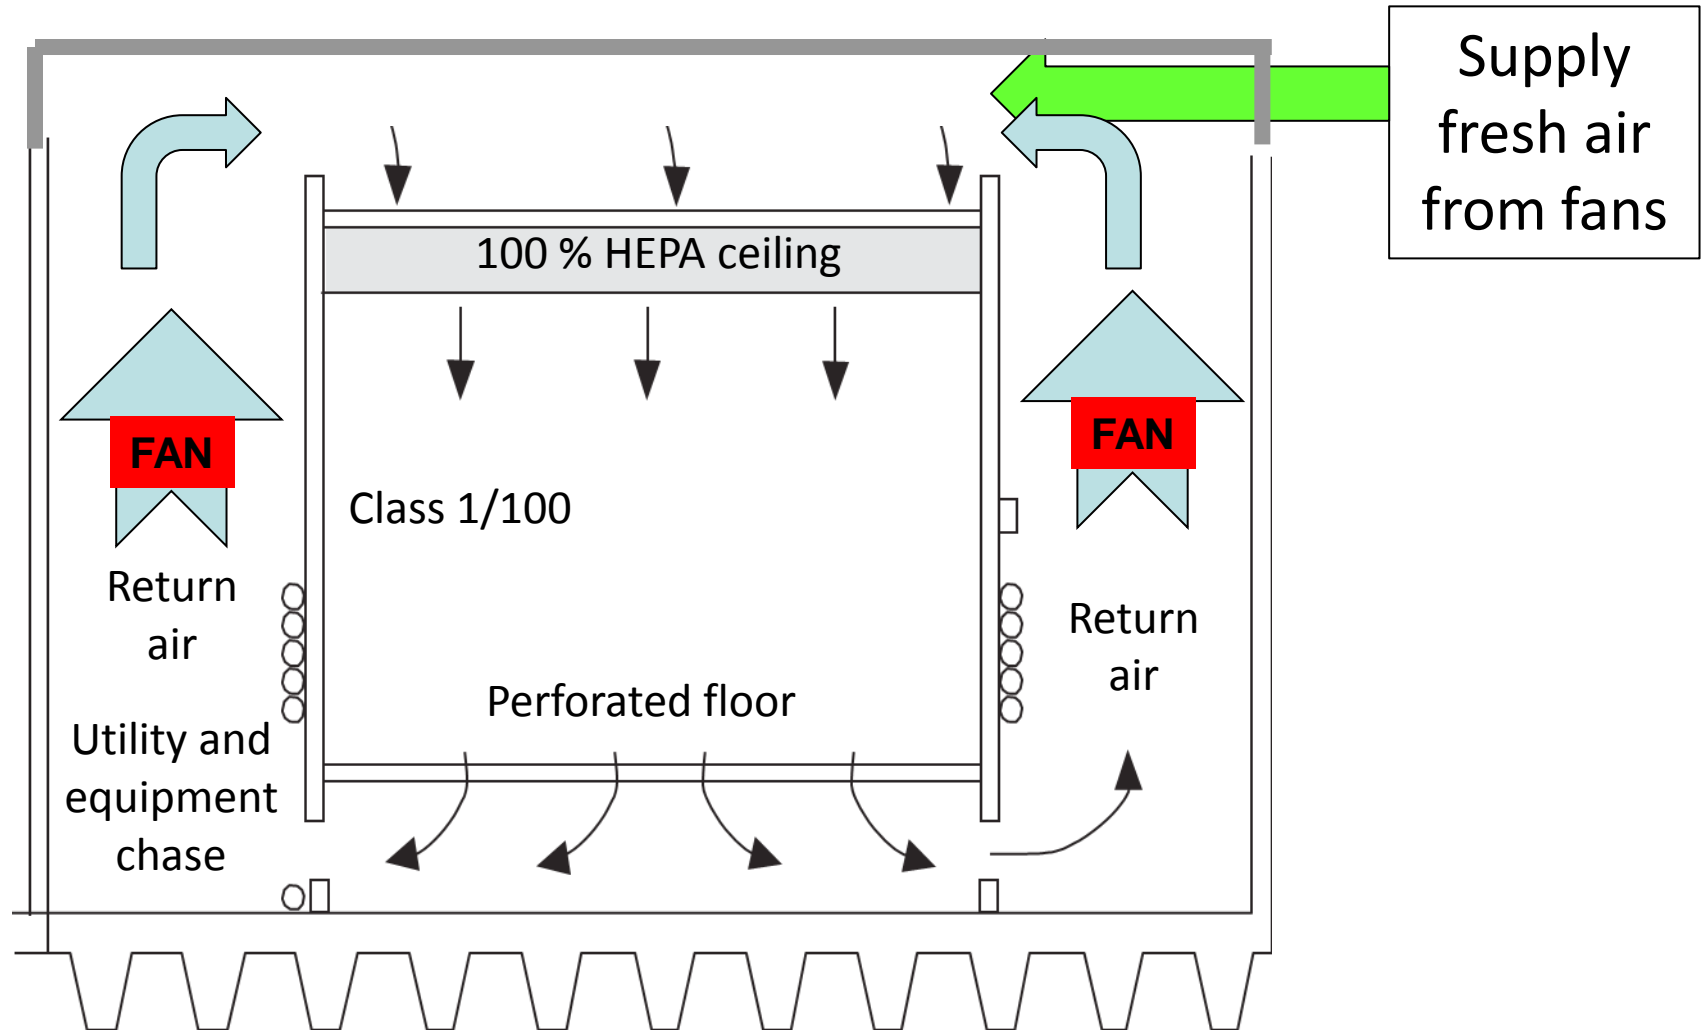 Supply
fresh air
from fans
100 % HEPA ceiling
FAN
FAN
Class 1/100
Return
air
Return
air
Perforated floor
Utility and
equipment
chase